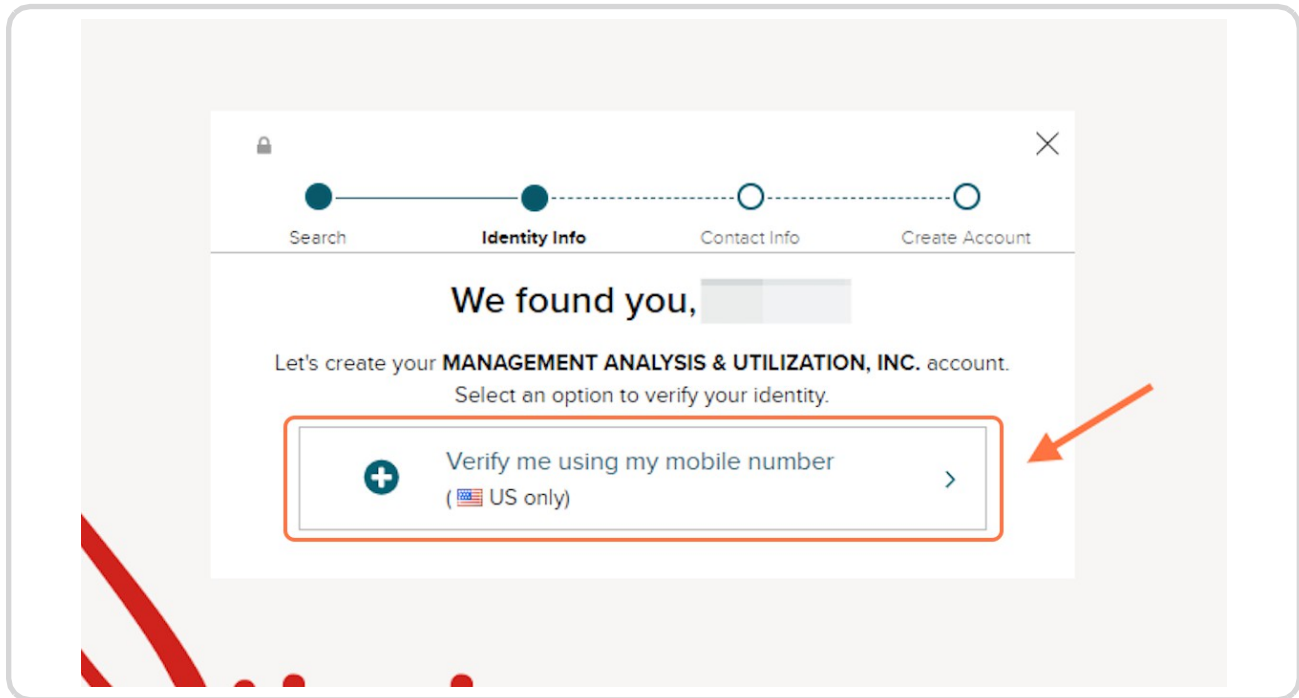 Search
Identity Info
Contact Info
Create Account
We found you,
Let's create your MANAGEMENT ANALYSIS & UTILIZATION, INC. account.
Select an option to verify your identity.
Verify me using my mobile number
( US only)